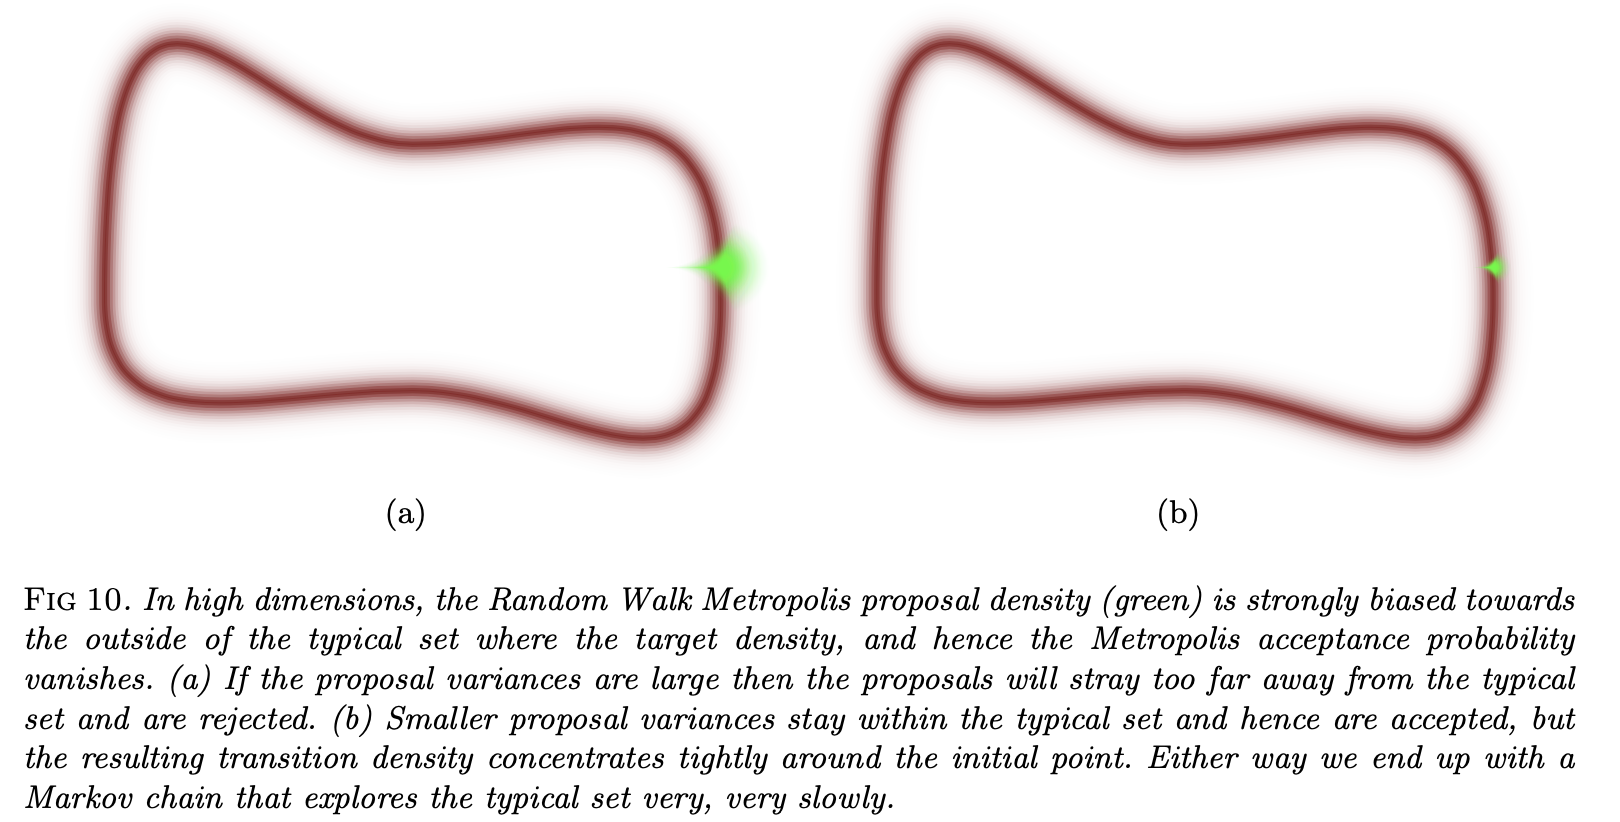 (a)
(b)
FIG 10. In high dimensions, the Random Walk Metropolis proposal density (green) is strongly biased towards
the outside of the typical set where the target density, and hence the Metropolis acceptance probability
vanishes. (a) If the proposal variances are large then the proposals will stray too far away from the typical
set and are rejected. (b) Smaller proposal variances stay within the typical set and hence are accepted, but
the resulting transition density concentrates tightly around the initial point. Either way we end up with a
Markov chain that explores the typical set very, very slowly.